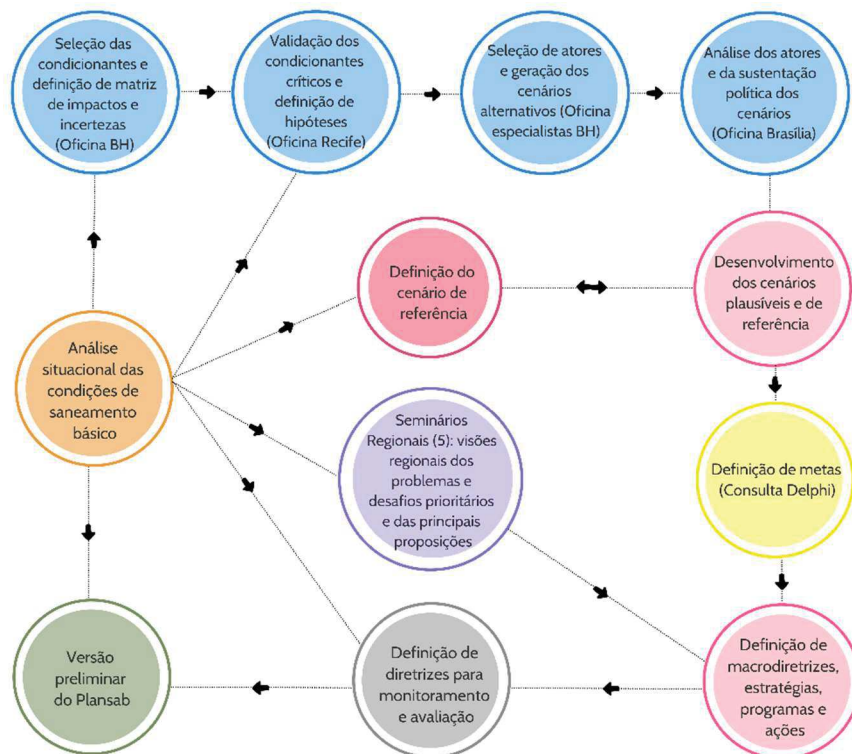 Seleção das
condicionantes e
definição de matriz
de impactos e
incertezas
(Oficina BH)
Validação dos
condicionantes
críticos e
definição de
hipóteses
(Oficina Recife)
Seleção de atores
e geração dos
cenários
alternativos (Oficina
especialistas BH)
Análise dos atores
e da sustentação
política dos
cenários
(Oficina Brasília)
Definição do
cenário de
referência
Desenvolvimento
dos cenários
plausíveis e de
referência
Análise
situacional das
condições de
saneamento
básico
Seminários
Regionais (5): visões
regionais dos
problemas e
desafios prioritários
e das principais
proposições
Definição de metas
(Consulta Delphi)
Versão
preliminar
do Plansab
Definição de
diretrizes para
monitoramento
e avaliação
Definição de
macrodiretrizes,
estratégias,
programas e
ações